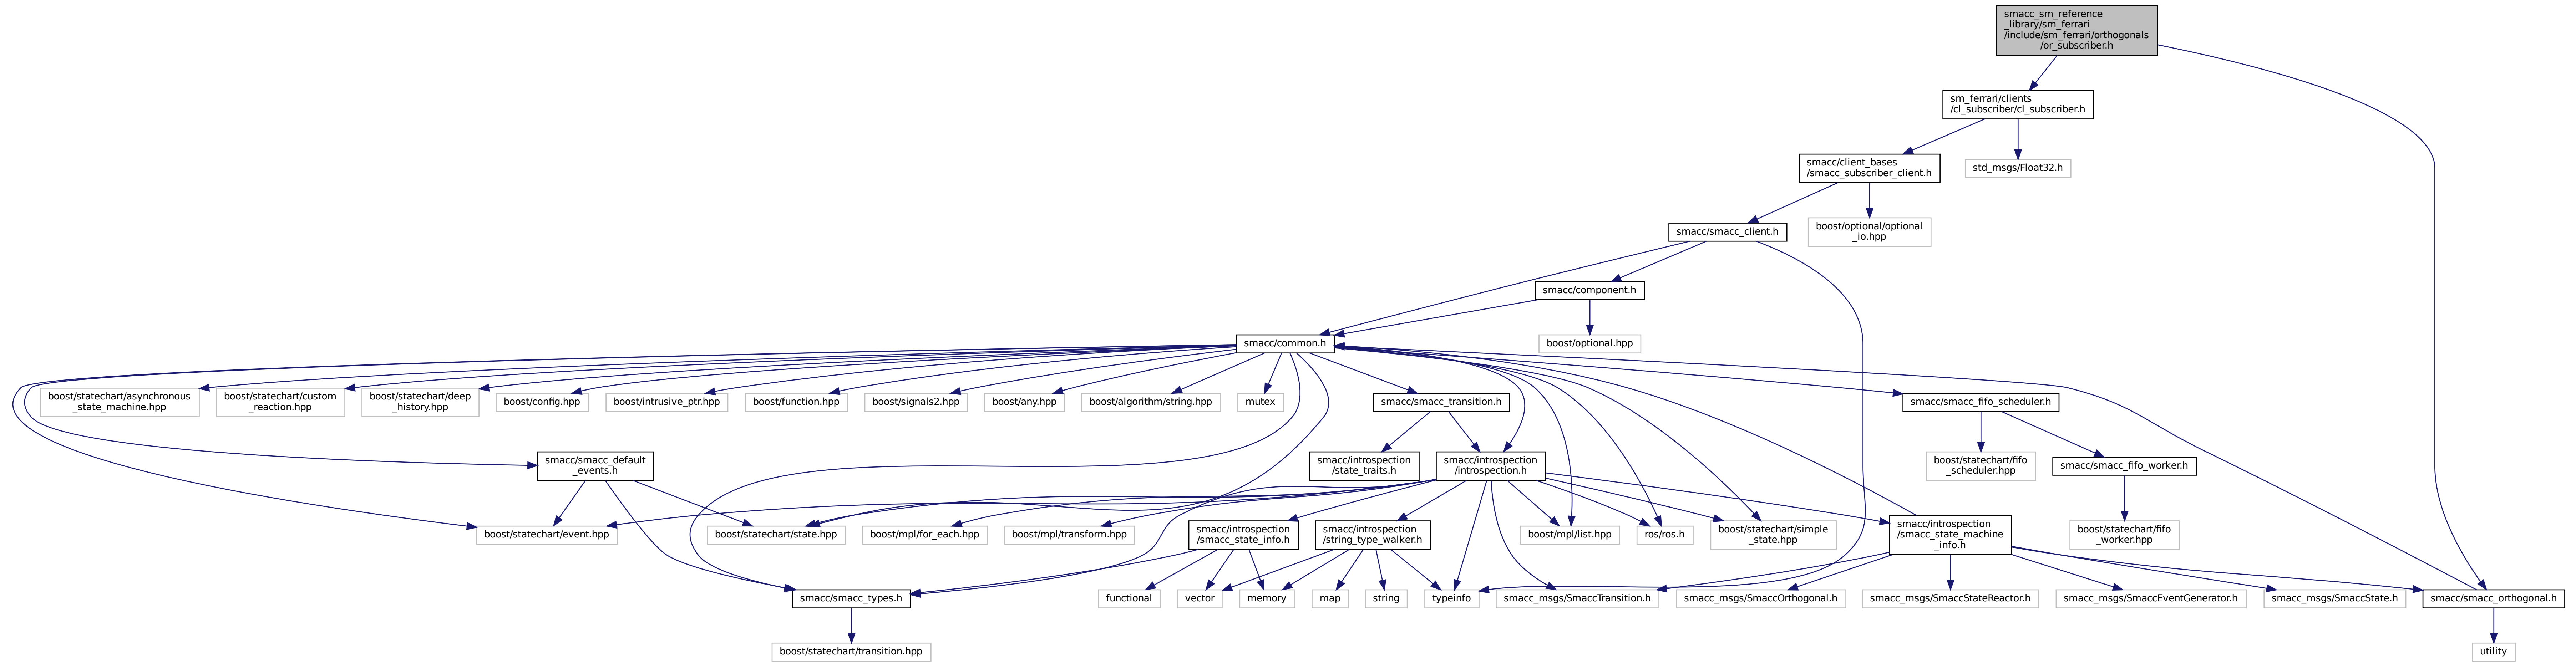 smacc_sm_reference
_library/sm_ferrari
/include/sm_ferrari/orthogonals
/or_subscriber.h
sm_ferrari/clients
/cl_subscriber/cl_subscriber.h
smacc/client_bases
/smacc_subscriber_client.h
std_msgs/Float32.h
smacc/smacc_client.h
boost/optional/optional
_io.hpp
smacc/component.h
smacc/common.h
boost/optional.hpp
boost/statechart/asynchronous
_state_machine.hpp
boost/statechart/custom
_reaction.hpp
boost/statechart/deep
_history.hpp
boost/config.hpp
boost/intrusive_ptr.hpp
boost/function.hpp
boost/signals2.hpp
boost/any.hpp
boost/algorithm/string.hpp
mutex
smacc/smacc_transition.h
smacc/smacc_fifo_scheduler.h
smacc/smacc_default
_events.h
smacc/introspection
/state_traits.h
smacc/introspection
/introspection.h
boost/statechart/fifo
_scheduler.hpp
smacc/smacc_fifo_worker.h
boost/statechart/event.hpp
boost/statechart/state.hpp
boost/mpl/for_each.hpp
boost/mpl/transform.hpp
smacc/introspection
/smacc_state_info.h
smacc/introspection
/string_type_walker.h
boost/mpl/list.hpp
ros/ros.h
boost/statechart/simple
_state.hpp
smacc/introspection
/smacc_state_machine
_info.h
boost/statechart/fifo
_worker.hpp
smacc/smacc_types.h
functional
vector
memory
map
string
typeinfo
smacc_msgs/SmaccTransition.h
smacc_msgs/SmaccOrthogonal.h
smacc_msgs/SmaccStateReactor.h
smacc_msgs/SmaccEventGenerator.h
smacc_msgs/SmaccState.h
smacc/smacc_orthogonal.h
boost/statechart/transition.hpp
utility